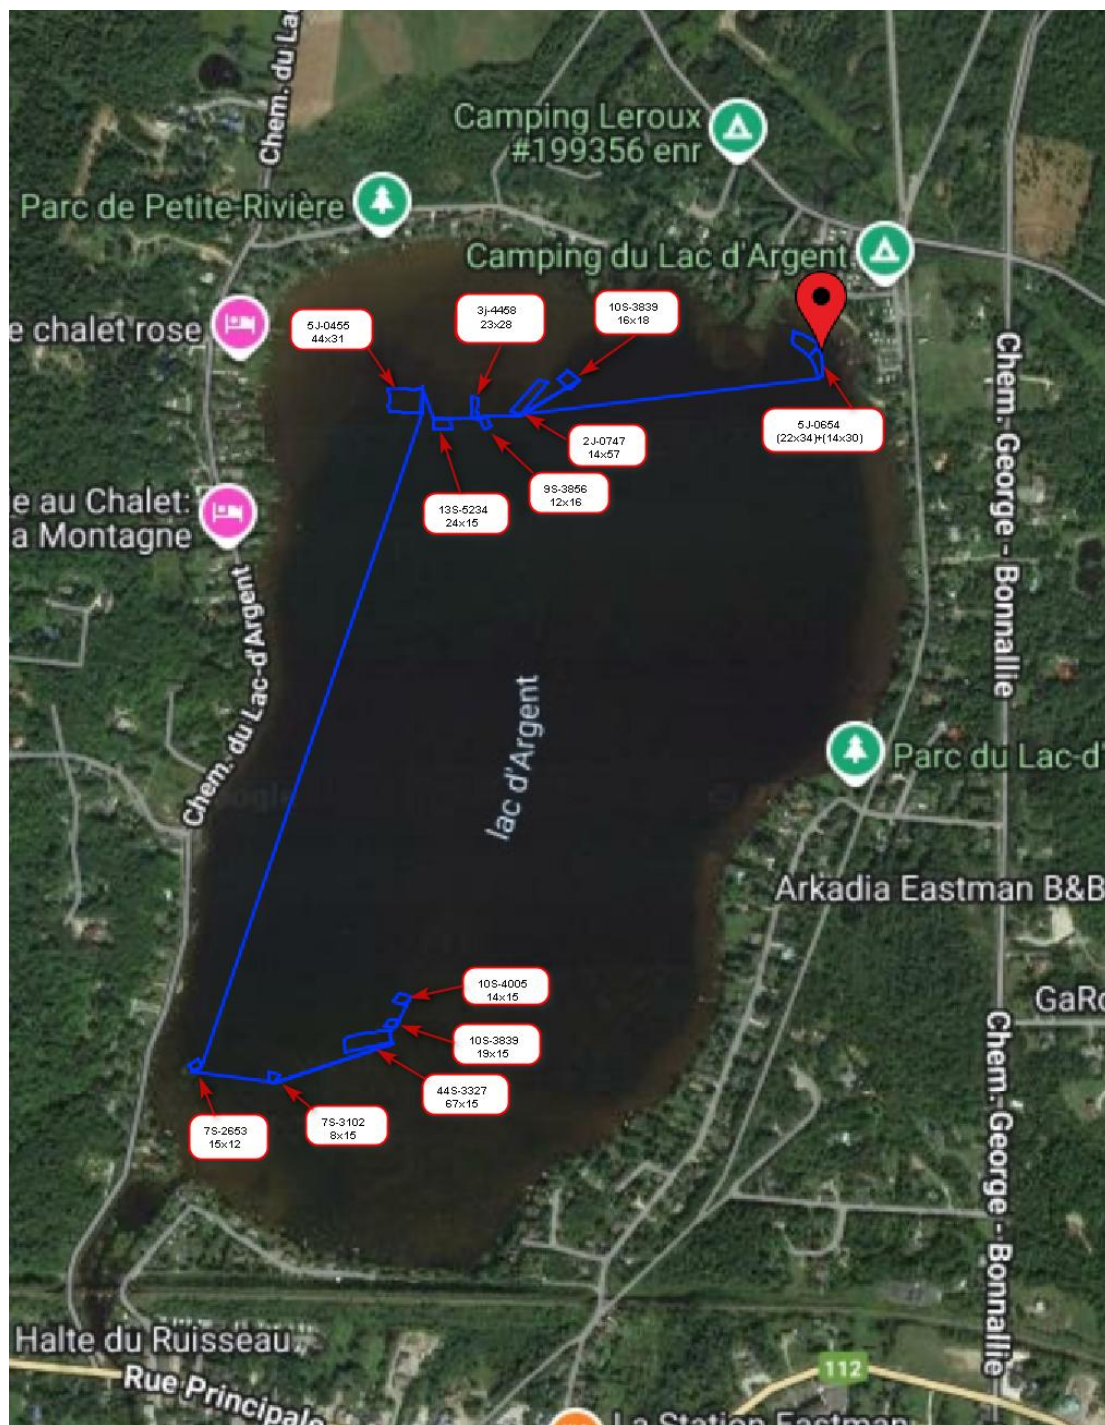 Chem. du Lac
Camping Leroux
#199356 enr
Parc de Petite-Rivière
Camping du Lac d'Argent
e chalet rose
5J-0455
44x31
3j-4458
23x28
10S-3839
16x18
5J-0654
(22x34)+(14x30)
2J-0747
14x57
9S-3856
12x16
13S-5234
24x15
e au Chalet:
a Montagne
Chem. George - Bonnallie
Chem. du Lac-d'Argent
lac d'Argent
Parc du Lac-d'
Arkadia Eastman B&B
10S-4005
14x15
10S-3839
19x15
44S-3327
67x15
7S-3102
8x15
7S-2653
15x12
GaRo
Chem. George - Bonnallie
Halte du Ruisseau
Rue Principale
112
La Station Eastman